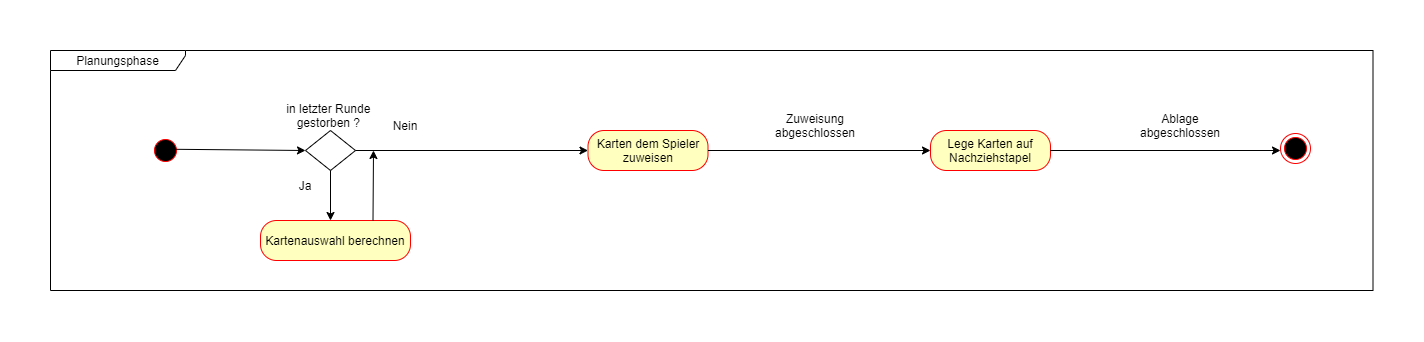 Planungsphase
in letzter Runde
gestorben ?
Nein
Ja
Kartenauswahl berechnen
Karten dem Spieler
zuweisen
Zuweisung
abgeschlossen
Lege Karten auf
Nachziehstapel
Ablage
abgeschlossen